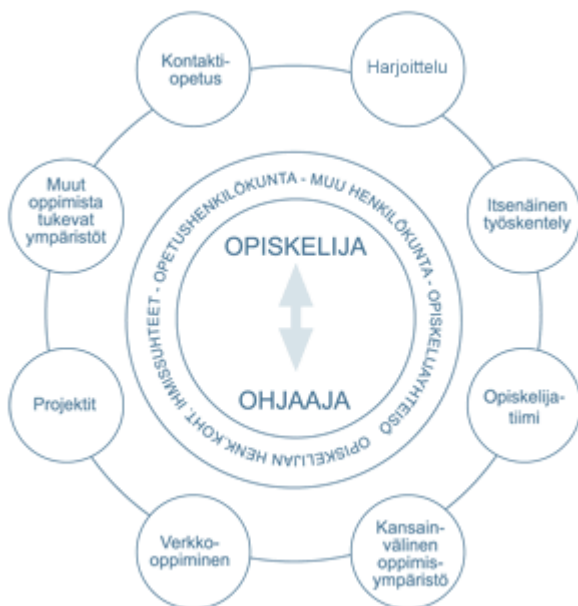 Kontakti-
opetus
Harjoittelu
Muut
oppimista
tukevat
ympäristöt
Itsenäinen
työskentely
OPETUSHENKILÖKUNTA - MUU HENKILÖKUNTA - OPISKELIJAYHTEISÖ OPISKELIJAN HENK.KOHT. IHMISSUHTEET -
OPISKELIJA
OHJAAJA
Projektit
Opiskelija-
tiimi
Verkko-
oppiminen
Kansain-
välinen
oppimis-
ympäristö